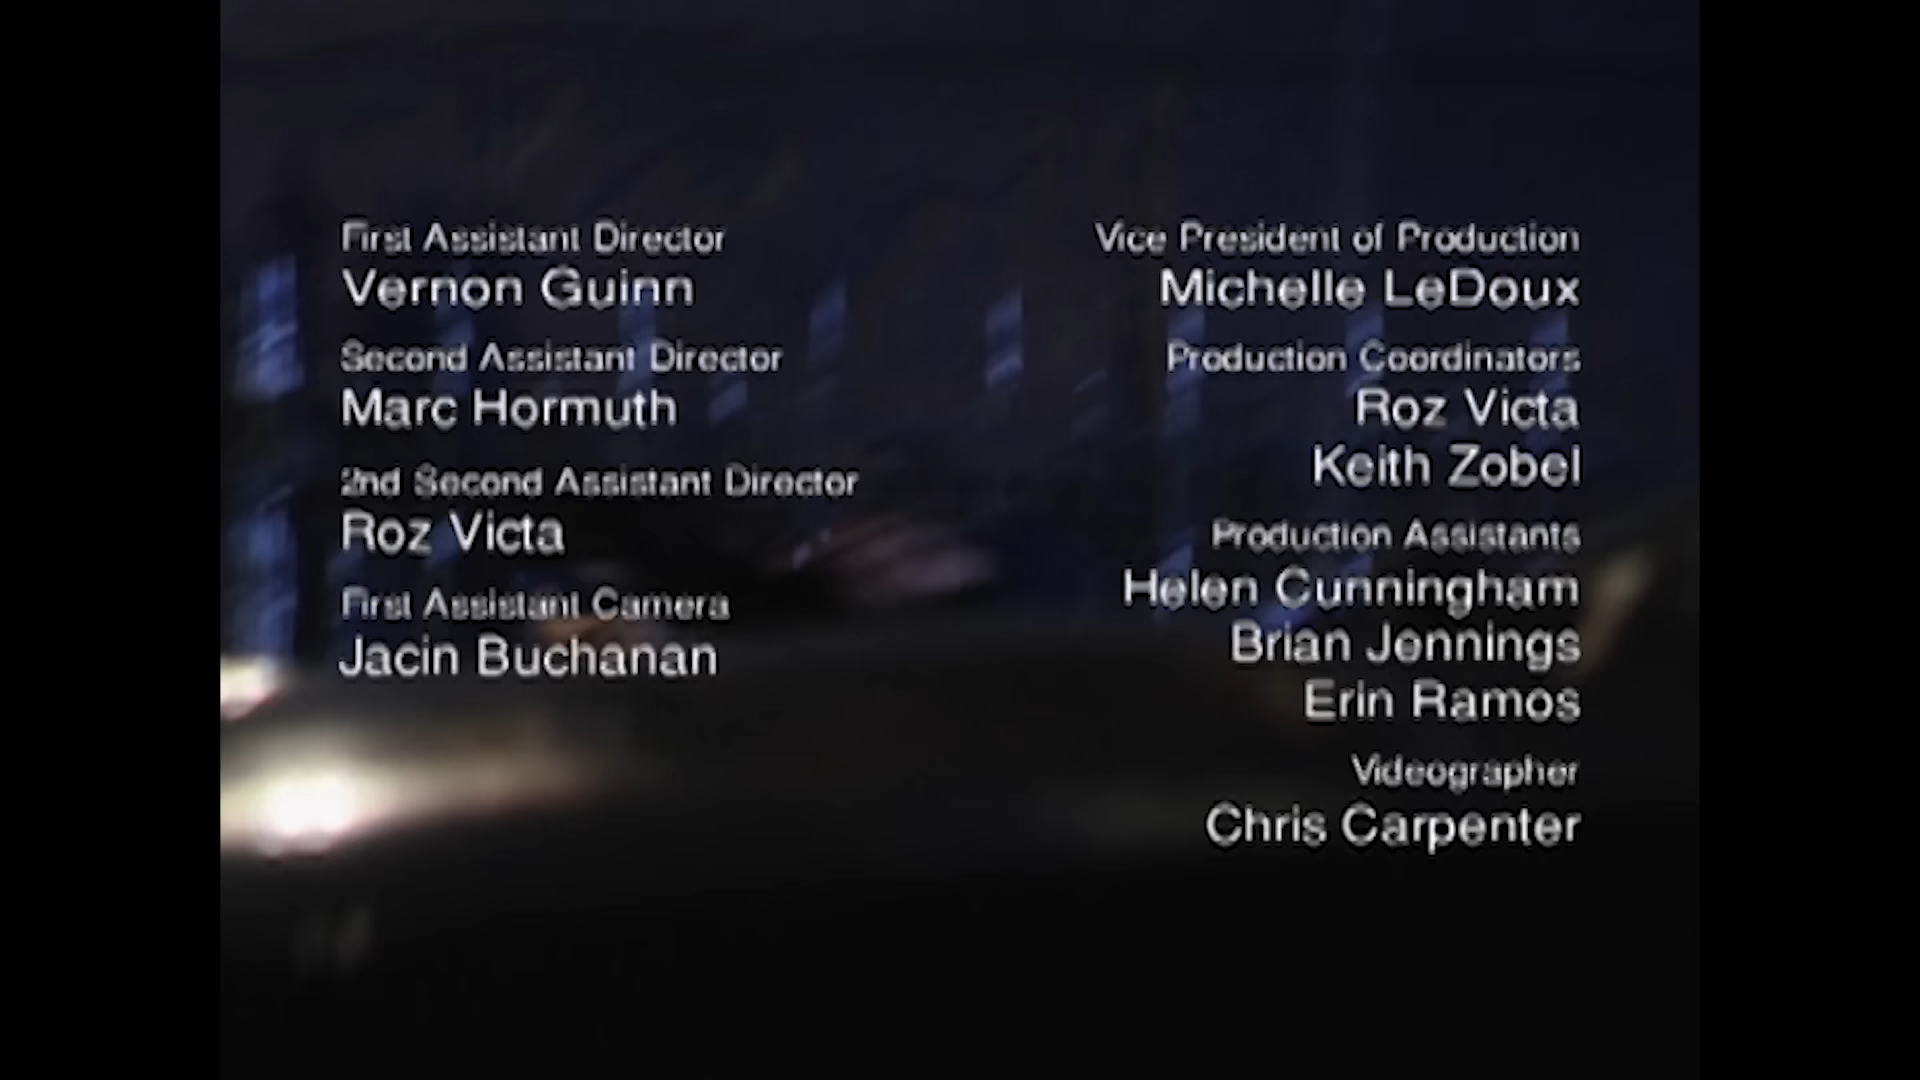 First Assistant Director
Vernon Guinn
Second Assistant Director
Marc Hormuth
2nd Second Assistant Director
Roz Victa
First Assistant Camera
Jacin Buchanan
Vice President of Production
Michelle LeDoux
Production Coordinators
Roz Victa
Keith Zobel
Production Assistants
Helen Cunningham
Brian Jennings
Erin Ramos
Videographer
Chris Carpenter